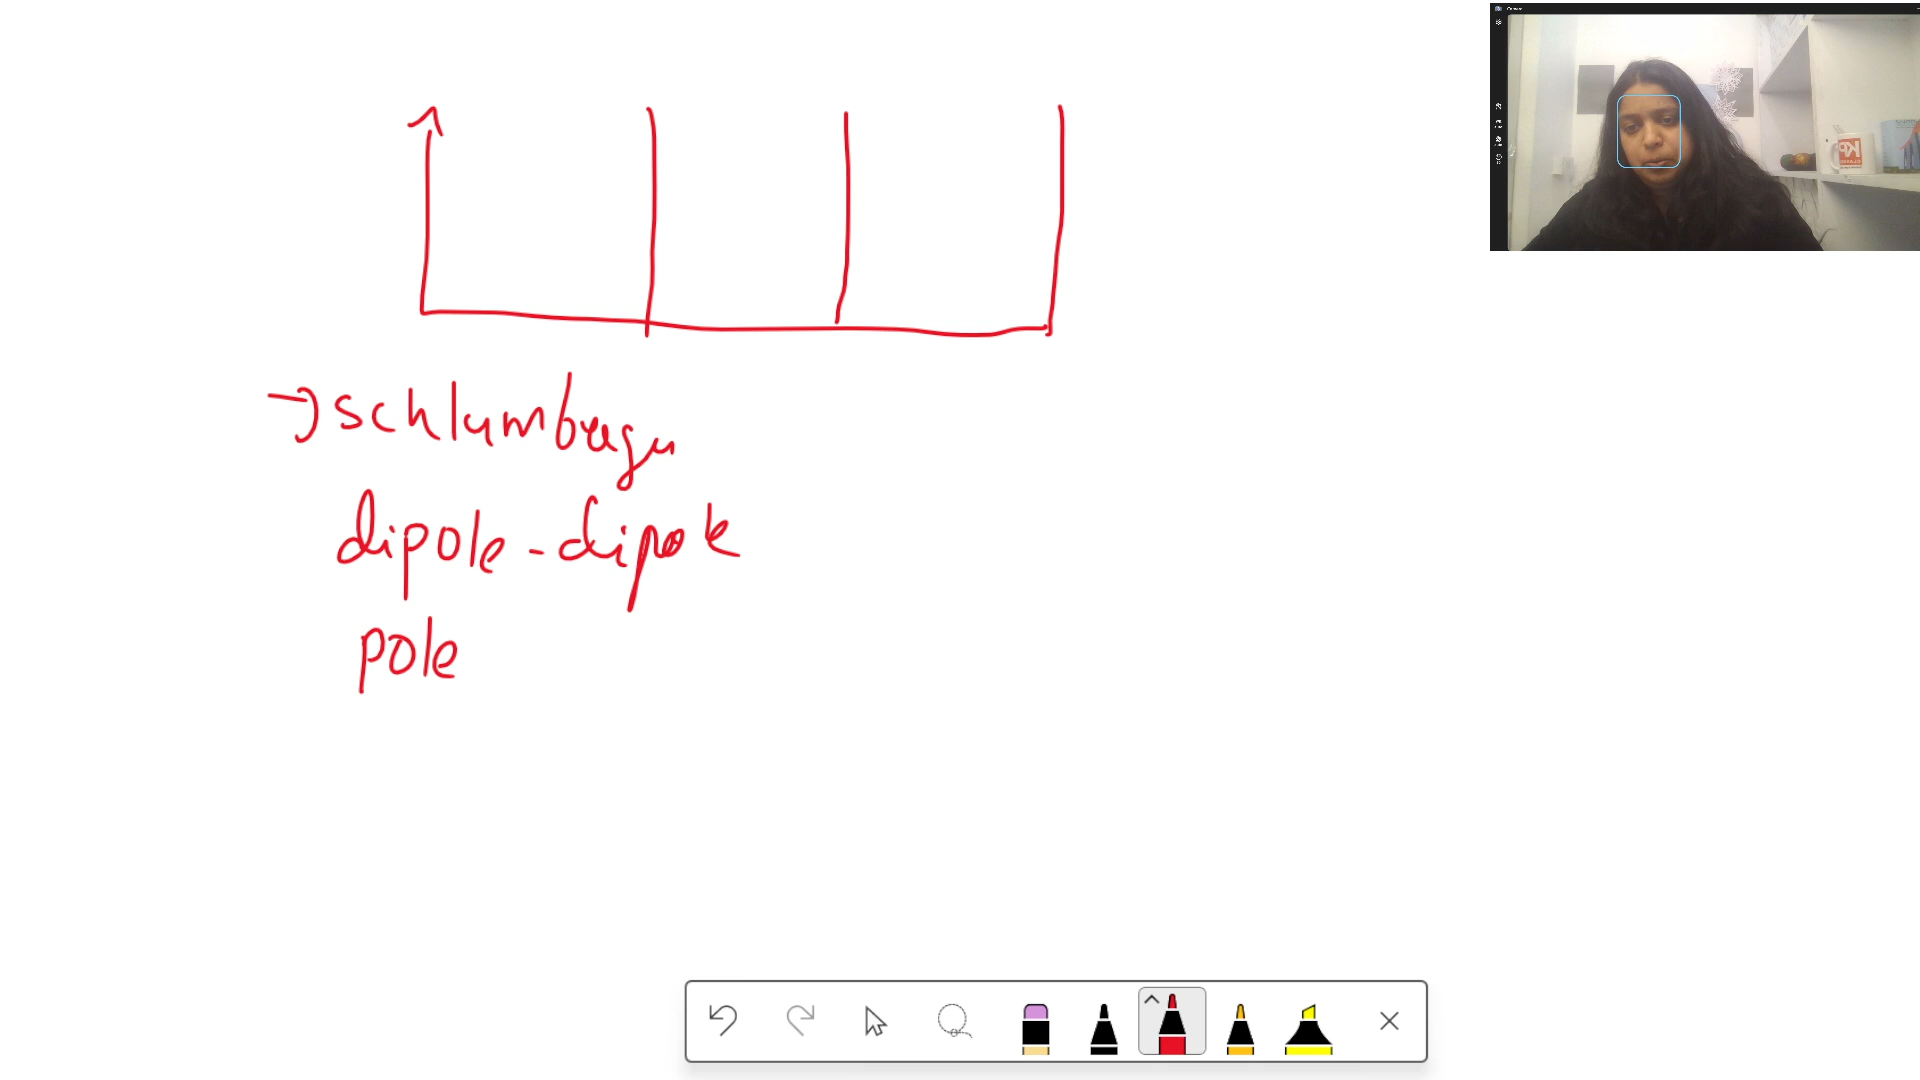 → schlumberger
dipole - dipole
pole